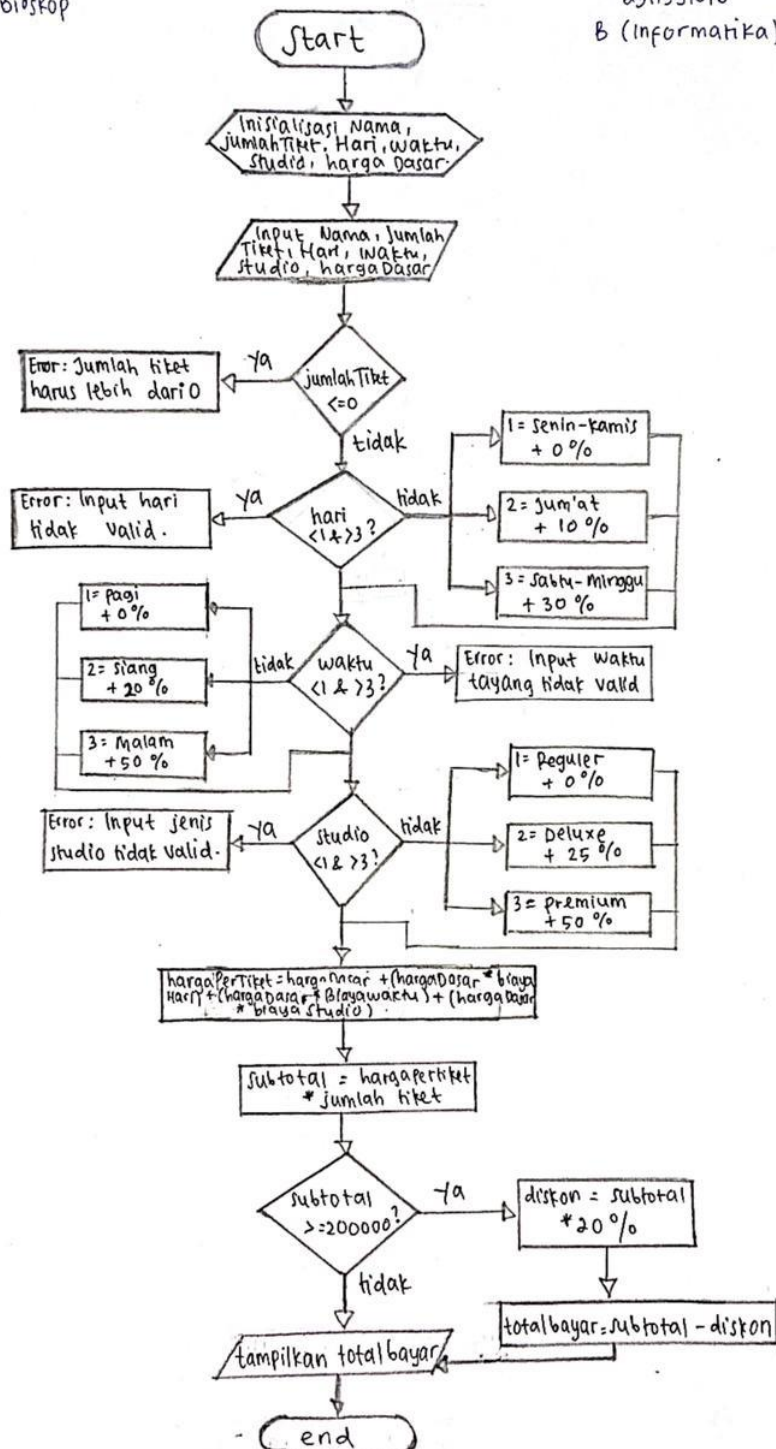 bioskop
B (Informatika)
Start
Inisialisasi Nama,
jumlahTiket. Hari, waktu,
Studio, harga Dasar.
Input Nama, Jumlah
Tiket, Hari, Waktu,
studio, hargaDasar
jumlahTiket
<=0
ya
Error: Jumlah tiket
harus lebih dari 0
tidak
hari
<1 & >3?
ya
Error: Input hari
tidak valid.
tidak
1= Senin-kamis
+ 0%
2= Jum'at
+ 10%
3= Sabtu-minggu
+ 30%
waktu
<1 & >3?
ya
Error: Input waktu
tayang tidak valid
tidak
1= Pagi
+0%
2= Siang
+ 20%
3= Malam
+50%
studio
<1 & >3?
ya
Error: Input jenis
studio tidak valid.
tidak
1= Reguler
+ 0%
2= Deluxe
+ 25%
3= premium
+50%
hargaPerTiket = hargaDasar + (hargaDasar * biaya
Hari) + (hargaDasar * Biayawaktu) + (hargaDasar
* biaya studio).
subtotal = hargapertiket
* jumlah tiket
subtotal
>=200000?
ya
diskon = subtotal
*20%
totalbayar=subtotal - diskon
tidak
tampilkan totalbayar
end